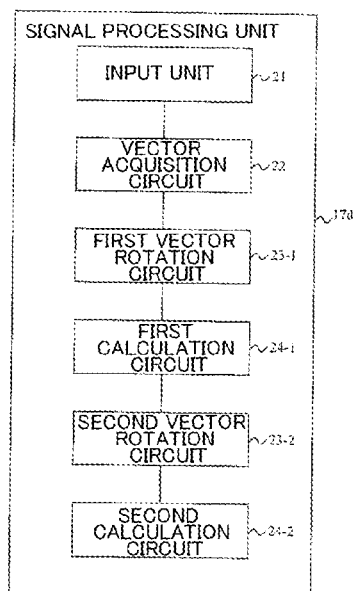 SIGNAL PROCESSING UNIT
INPUT UNIT
21
VECTOR
ACQUISITION
CIRCUIT
22
17d
FIRST VECTOR
ROTATION
CIRCUIT
23-1
FIRST
CALCULATION
CIRCUIT
24-1
SECOND VECTOR
ROTATION
CIRCUIT
23-2
SECOND
CALCULATION
CIRCUIT
24-2